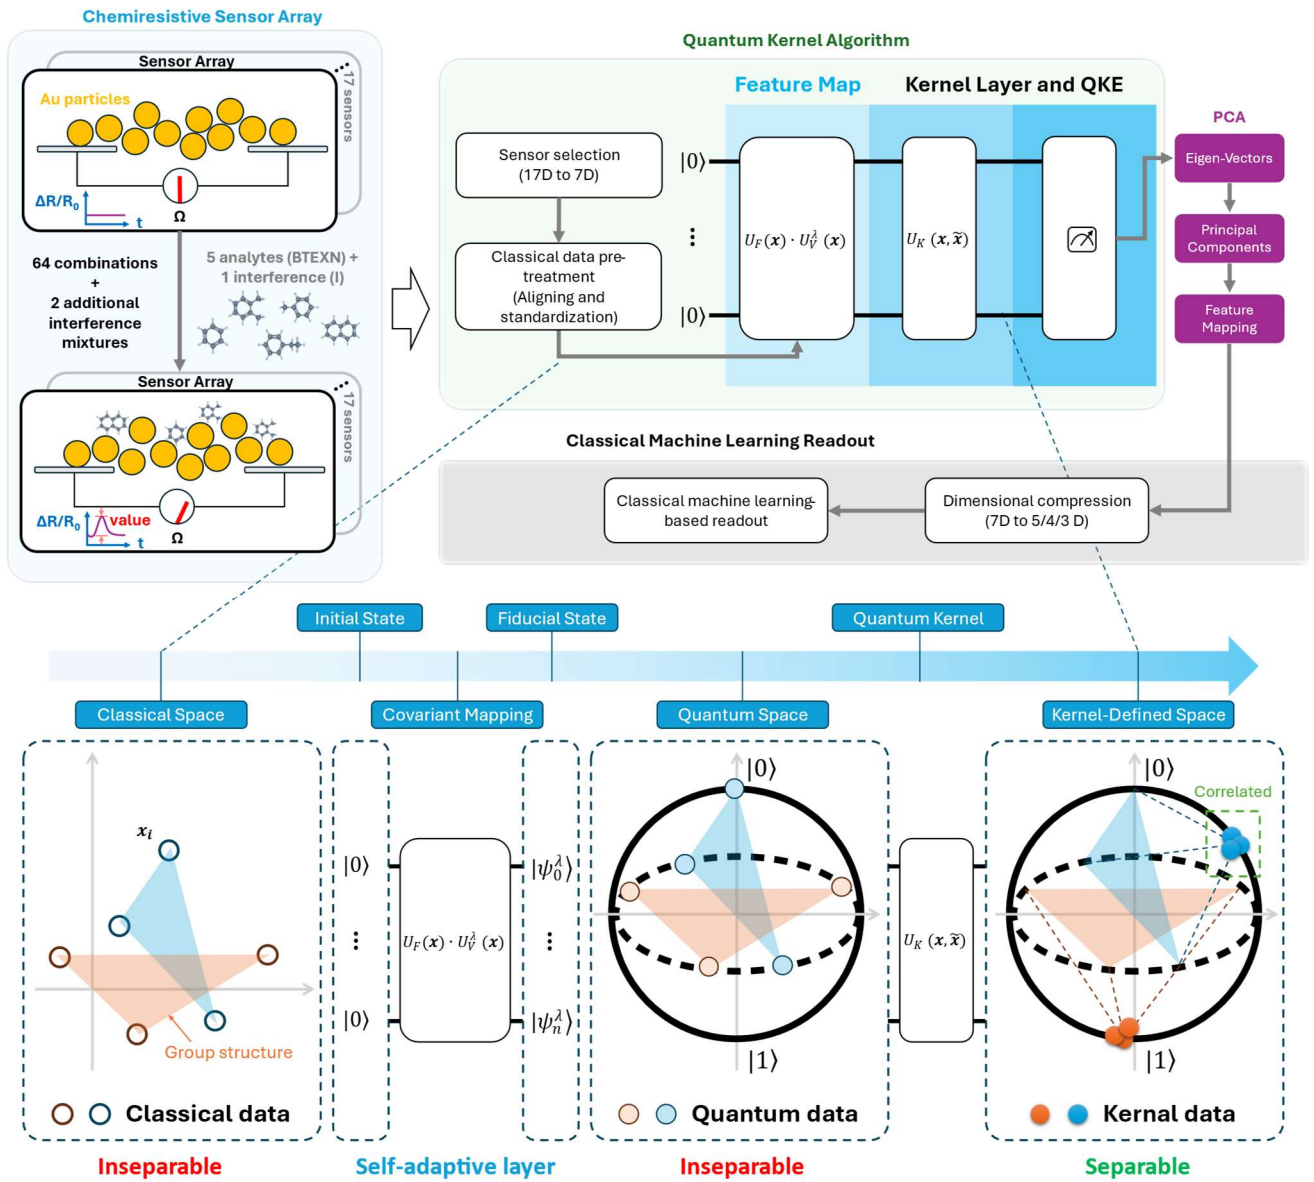 Chemiresistive Sensor Array
Sensor Array
17 sensors
Au particles
ΔR/R₀
t
Ω
64 combinations
+
2 additional
interference
mixtures
5 analytes (BTEXN) +
1 interference (I)
Sensor Array
17 sensors
ΔR/R₀
value
t
Ω
Quantum Kernel Algorithm
Feature Map
Kernel Layer and QKE
Sensor selection
(17D to 7D)
Classical data pre-
treatment
(Aligning and
standardization)
|0⟩
⋮
|0⟩
U_F(x) · U_V^λ (x)
U_K (x, x̃)
PCA
Eigen-Vectors
Principal
Components
Feature
Mapping
Classical Machine Learning Readout
Classical machine learning-
based readout
Dimensional compression
(7D to 5/4/3 D)
Initial State
Fiducial State
Quantum Kernel
Classical Space
Covariant Mapping
Quantum Space
Kernel-Defined Space
x_i
Group structure
Classical data
Inseparable
|0⟩
⋮
|0⟩
U_F(x) · U_V^λ (x)
|ψ_0^λ⟩
⋮
|ψ_n^λ⟩
Self-adaptive layer
|0⟩
|1⟩
Quantum data
Inseparable
U_K (x, x̃)
|0⟩
Correlated
|1⟩
Kernal data
Separable